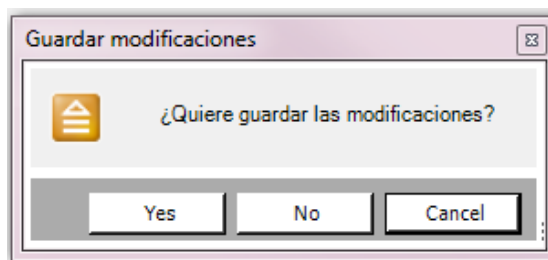 Guardar modificaciones
¿Quiere guardar las modificaciones?
Yes No Cancel